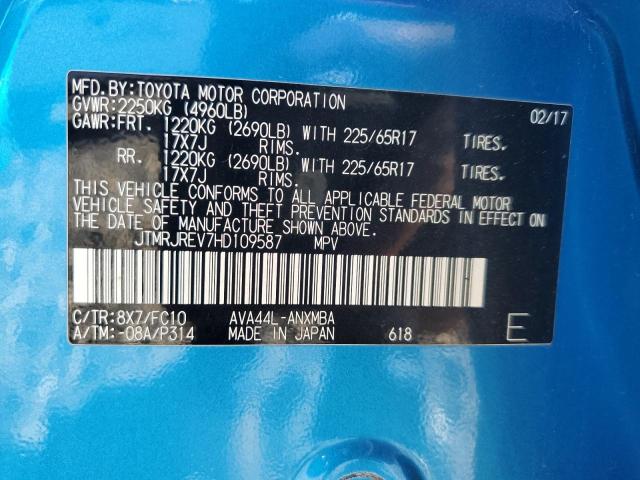 MFD.BY:TOYOTA MOTOR CORPORATION 02/17
GVWR:2250KG (4960LB)
GAWR:FRT. 1220KG (2690LB) WITH 225/65R17 TIRES.
17X7J RIMS.
RR. 1220KG (2690LB) WITH 225/65R17 TIRES.
17X7J RIMS.
THIS VEHICLE CONFORMS TO ALL APPLICABLE FEDERAL MOTOR
VEHICLE SAFETY AND THEFT PREVENTION STANDARDS IN EFFECT ON
THE DATE OF MANUFACTURE SHOWN ABOVE.
JTMRJREV7HD109587 MPV
C/TR:8X7/FC10 AVA44L-ANXMBA
A/TM:-08A/P314 MADE IN JAPAN 618 E